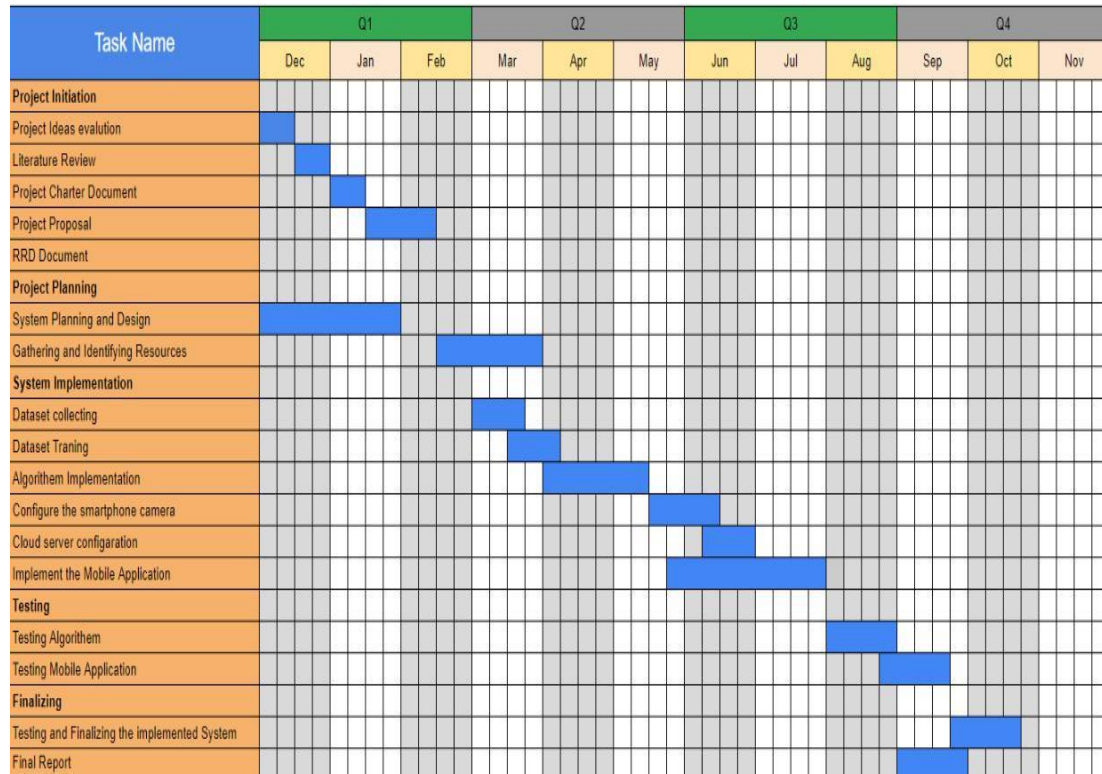 Task Name
Q1 Q2 Q3 Q4
Dec Jan Feb Mar Apr May Jun Jul Aug Sep Oct Nov
Project Initiation
Project Ideas evalution
Literature Review
Project Charter Document
Project Proposal
RRD Document
Project Planning
System Planning and Design
Gathering and Identifying Resources
System Implementation
Dataset collecting
Dataset Traning
Algorithem Implementation
Configure the smartphone camera
Cloud server configaration
Implement the Mobile Application
Testing
Testing Algorithem
Testing Mobile Application
Finalizing
Testing and Finalizing the implemented System
Final Report